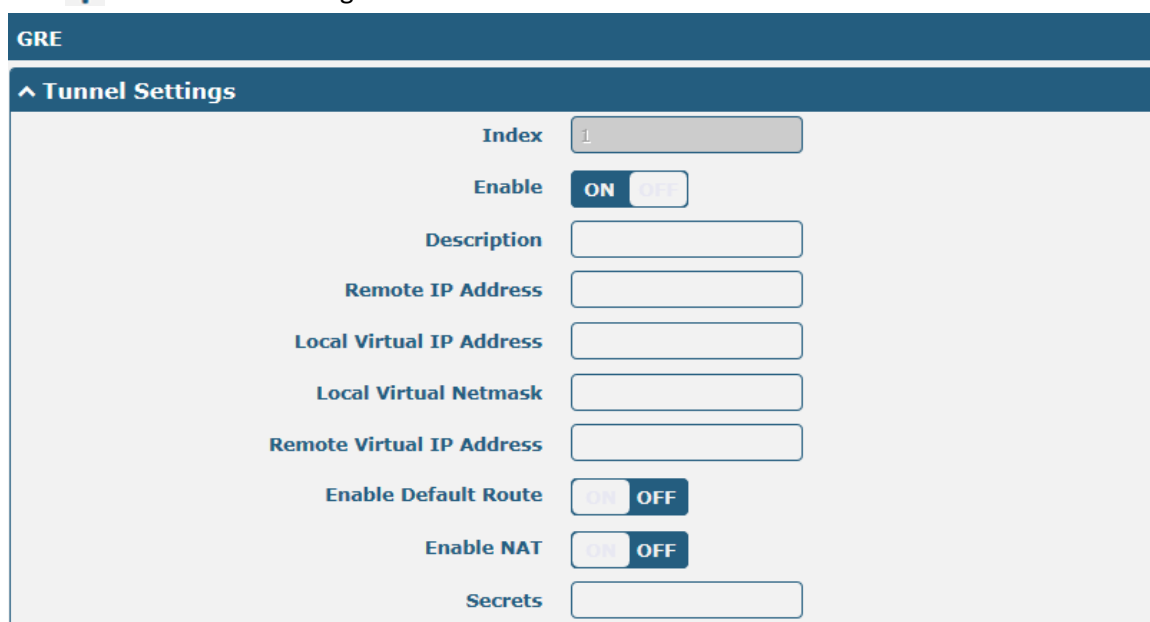 GRE
Tunnel Settings
Index 1
Enable ON OFF
Description
Remote IP Address
Local Virtual IP Address
Local Virtual Netmask
Remote Virtual IP Address
Enable Default Route ON OFF
Enable NAT ON OFF
Secrets